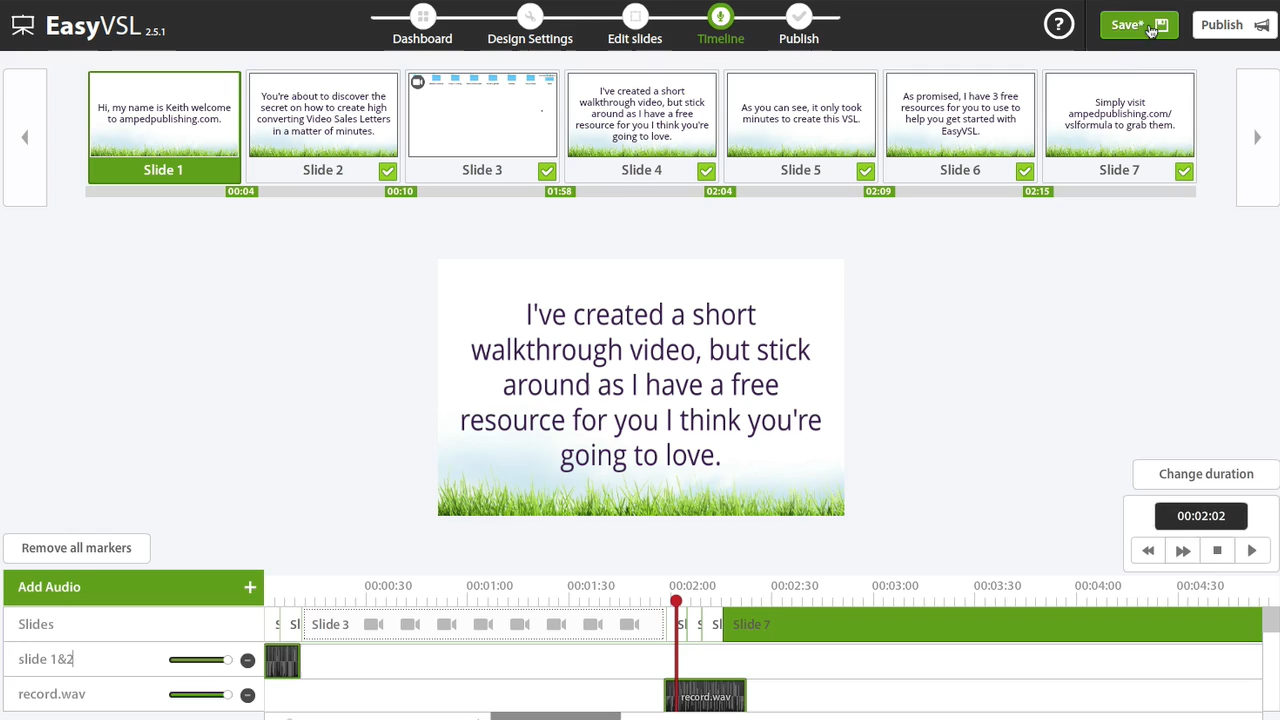 EasyVSL 2.5.1
Dashboard
Design Settings
Edit slides
Timeline
Publish
?
Save*
Publish
Hi, my name is Keith welcome
to ampedpublishing.com.
Slide 1
You're about to discover the
secret on how to create high
converting Video Sales Letters
in a matter of minutes.
Slide 2
Slide 3
I've created a short
walkthrough video, but stick
around as I have a free
resource for you I think you're
going to love.
Slide 4
As you can see, it only took
minutes to create this VSL.
Slide 5
As promised, I have 3 free
resources for you to use to
help you get started with
EasyVSL.
Slide 6
Simply visit
ampedpublishing.com/
vslformula to grab them.
Slide 7
00:04
00:10
01:58
02:04
02:09
02:15
I've created a short
walkthrough video, but stick
around as I have a free
resource for you I think you're
going to love.
Change duration
00:02:02
Remove all markers
Add Audio +
00:00:30
00:01:00
00:01:30
00:02:00
00:02:30
00:03:00
00:03:30
00:04:00
00:04:30
Slides
Sl
Slide 3
Sl
Sl
Slide 7
slide 1&2
record.wav
record.wav